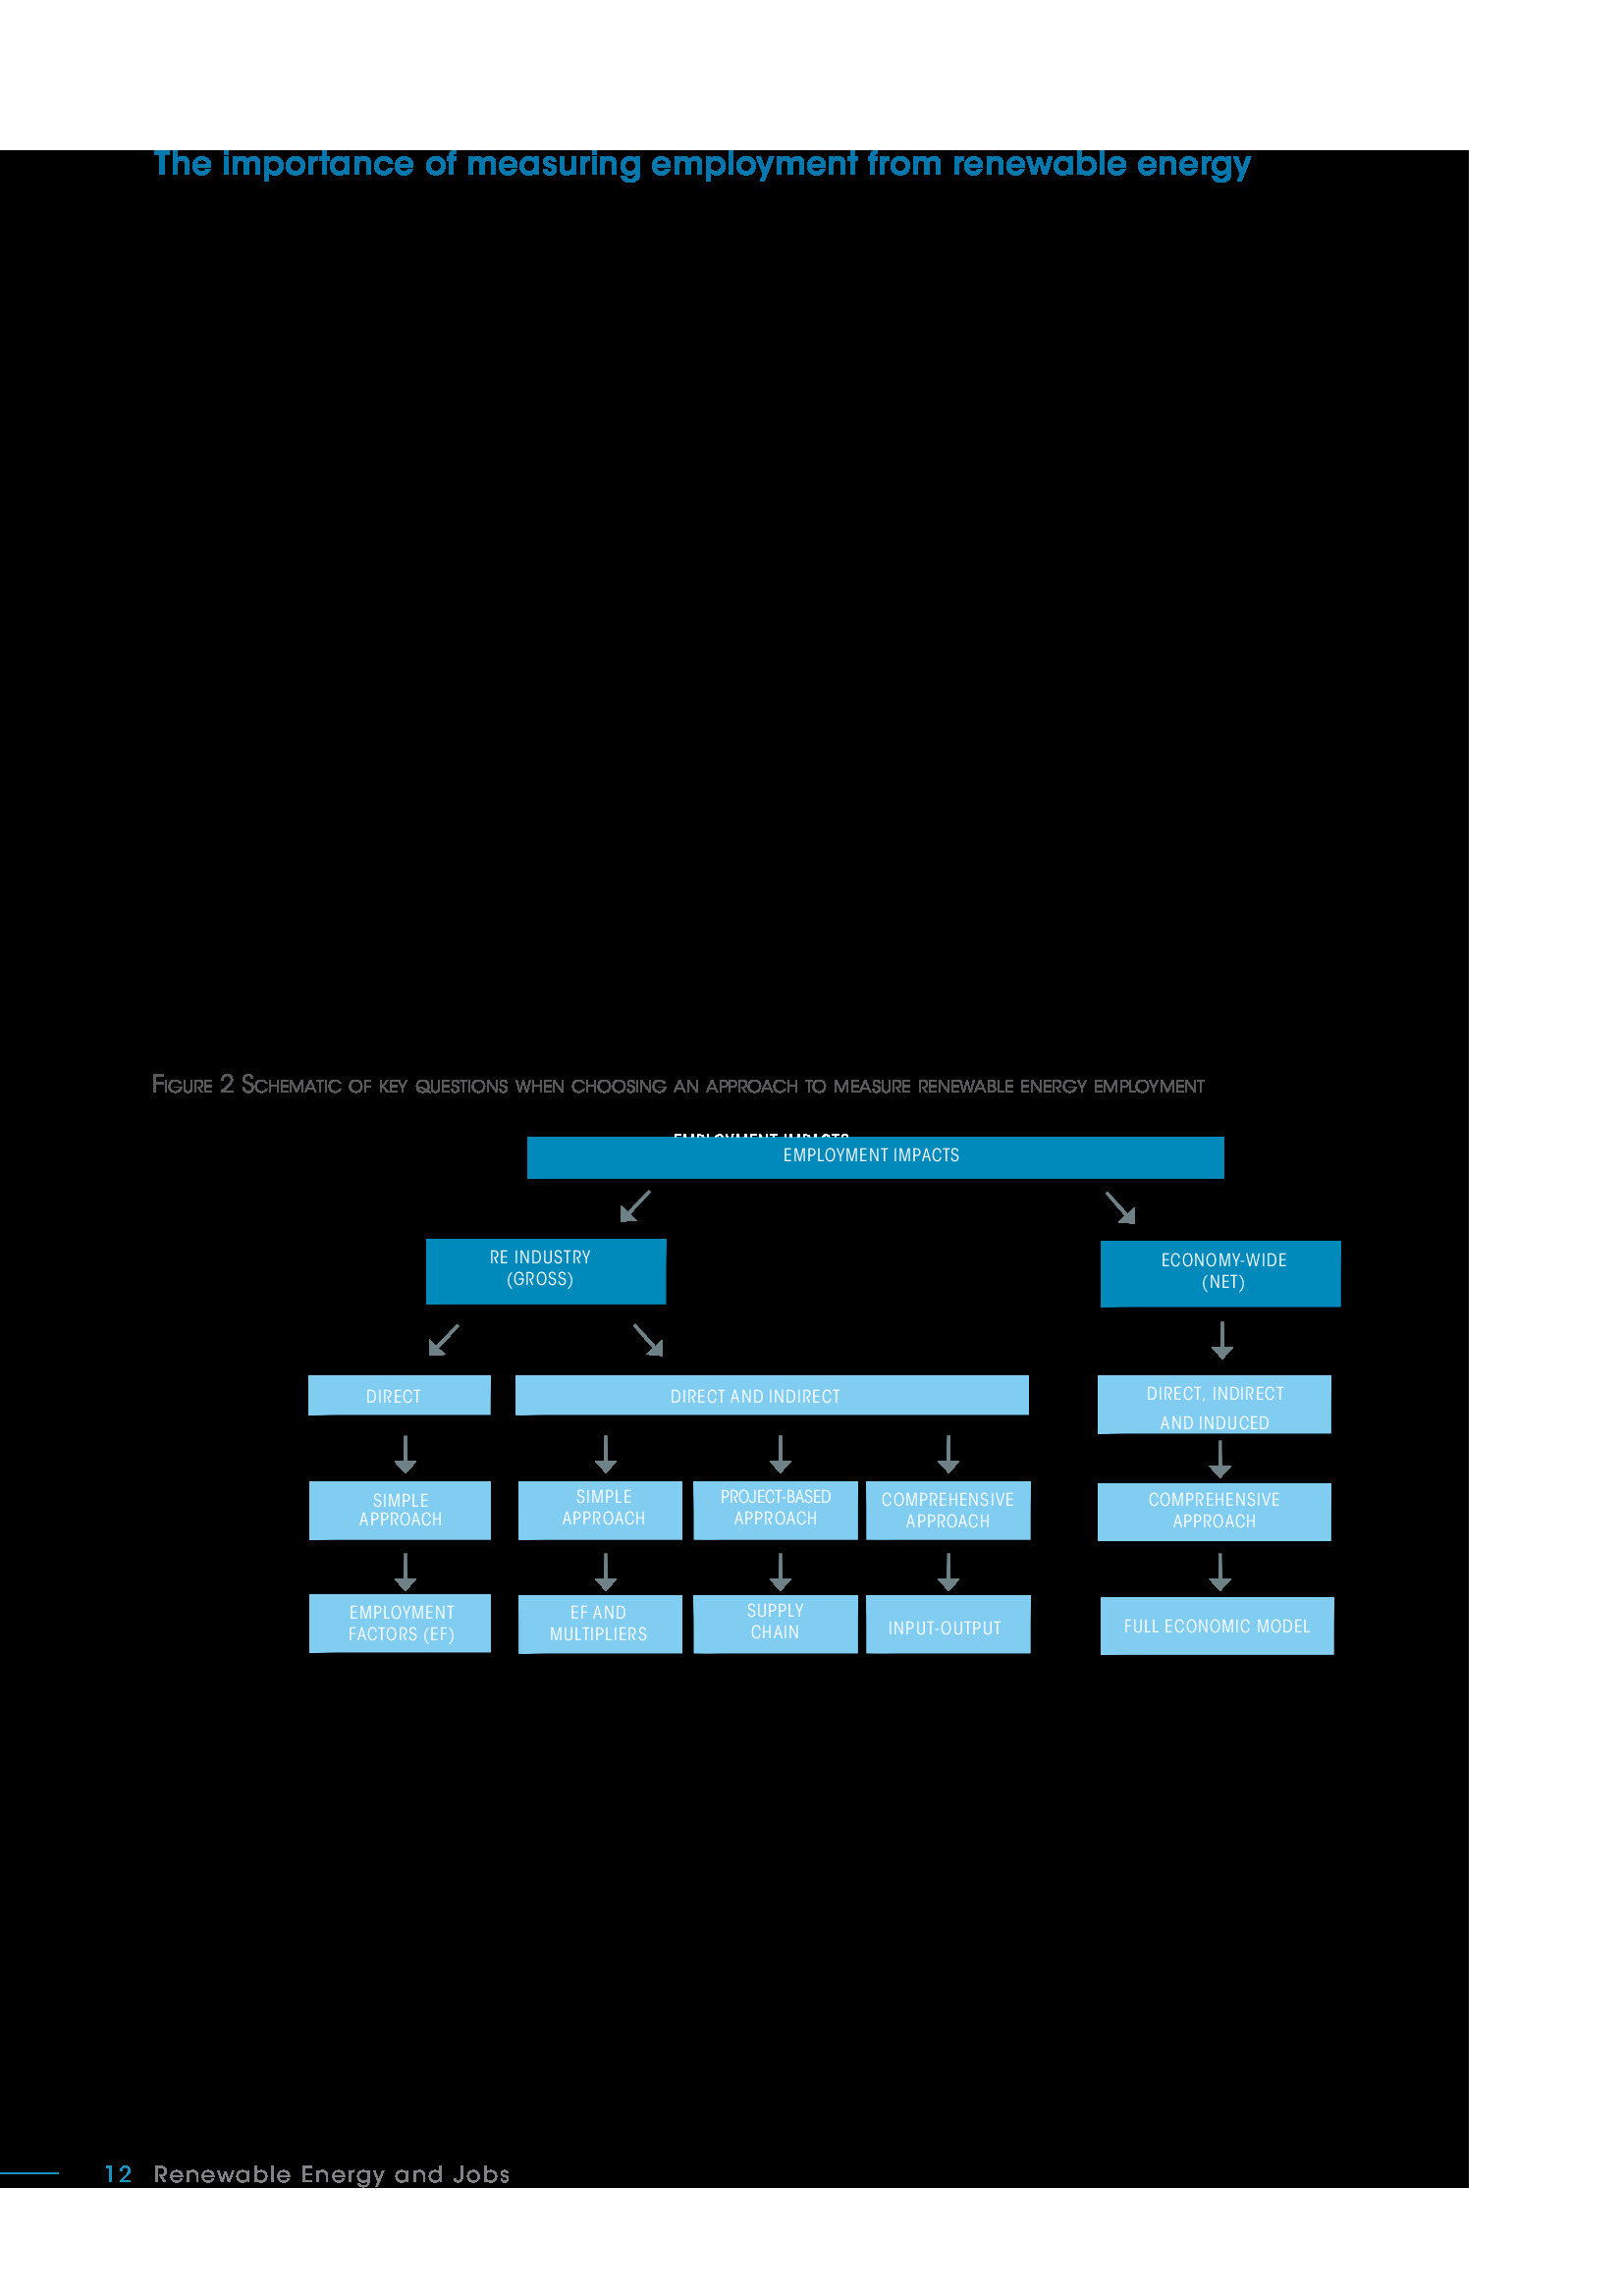 The importance of measuring employment from renewable energy
Figure 2 Schematic of key questions when choosing an approach to measure renewable energy employment
EMPLOYMENT IMPACTS
EMPLOYMENT IMPACTS
RE INDUSTRY
(GROSS)
ECONOMY-WIDE
(NET)
DIRECT
DIRECT AND INDIRECT
DIRECT, INDIRECT
AND INDUCED
SIMPLE
APPROACH
SIMPLE
APPROACH
PROJECT-BASED
APPROACH
COMPREHENSIVE
APPROACH
COMPREHENSIVE
APPROACH
EMPLOYMENT
FACTORS (EF)
EF AND
MULTIPLIERS
SUPPLY
CHAIN
INPUT-OUTPUT
FULL ECONOMIC MODEL
12 Renewable Energy and Jobs